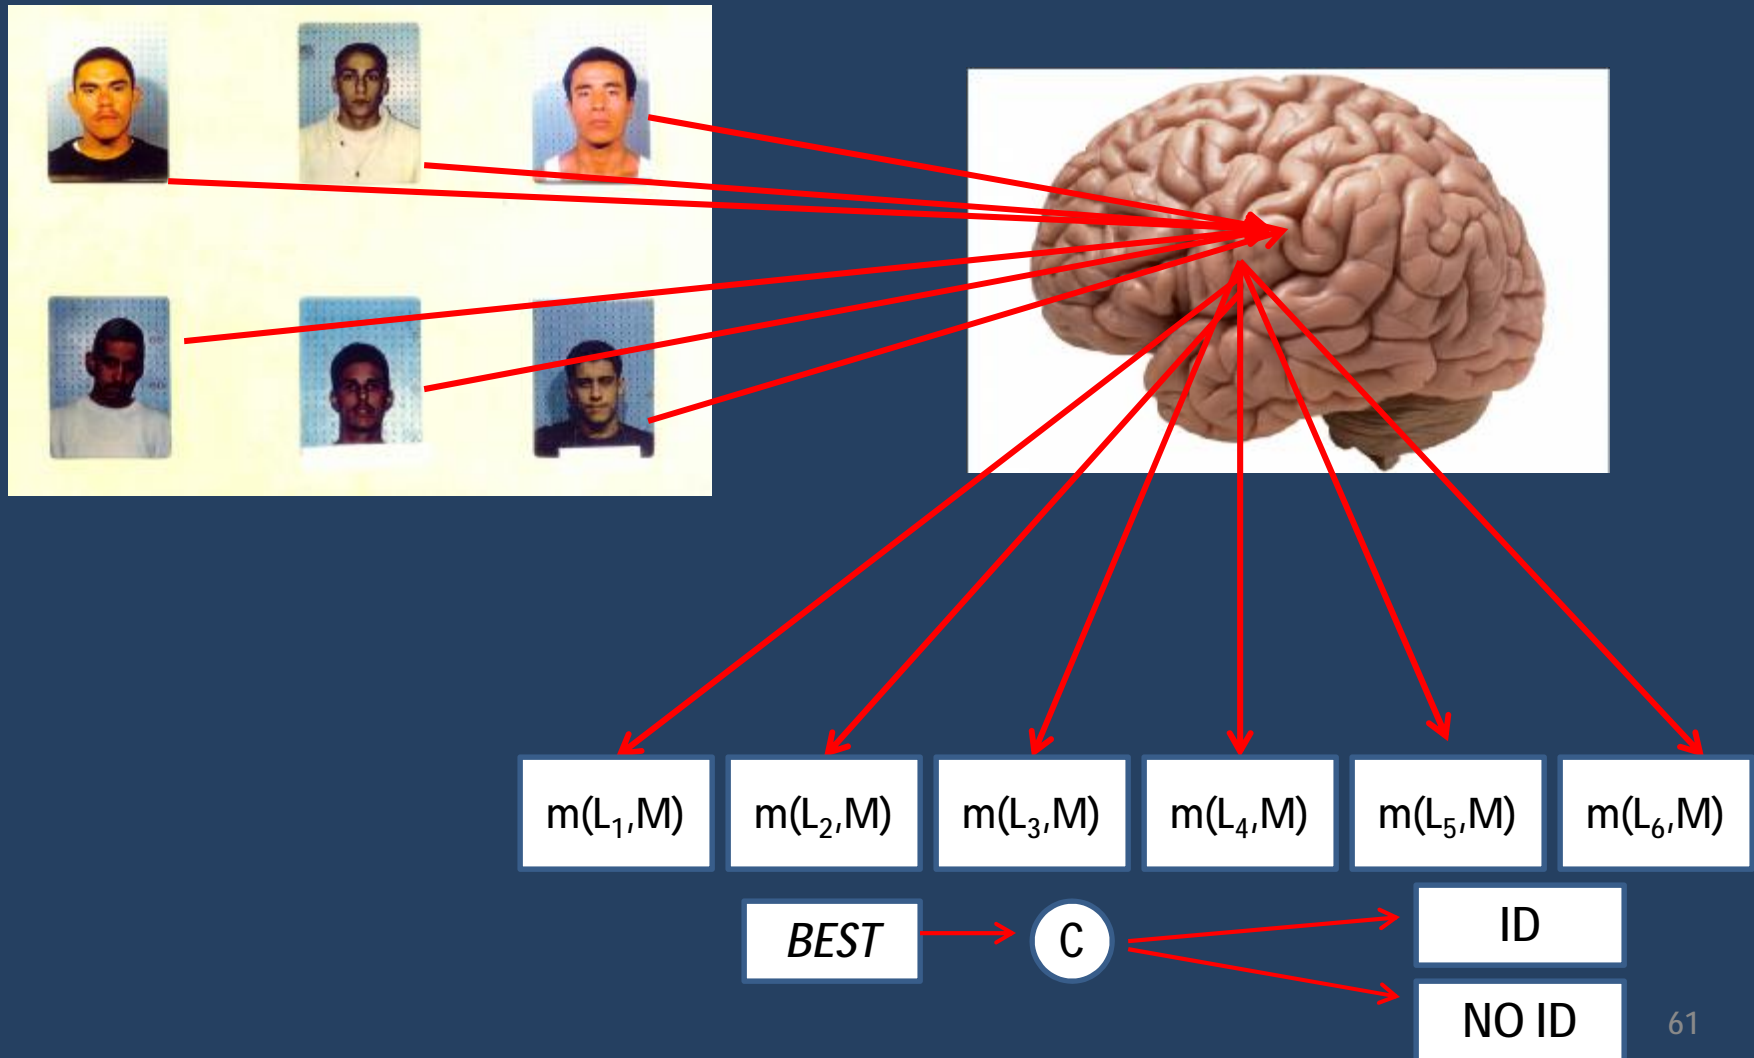 m(L₁,M) m(L₂,M) m(L₃,M) m(L₄,M) m(L₅,M) m(L₆,M)
BEST C ID
NO ID
61